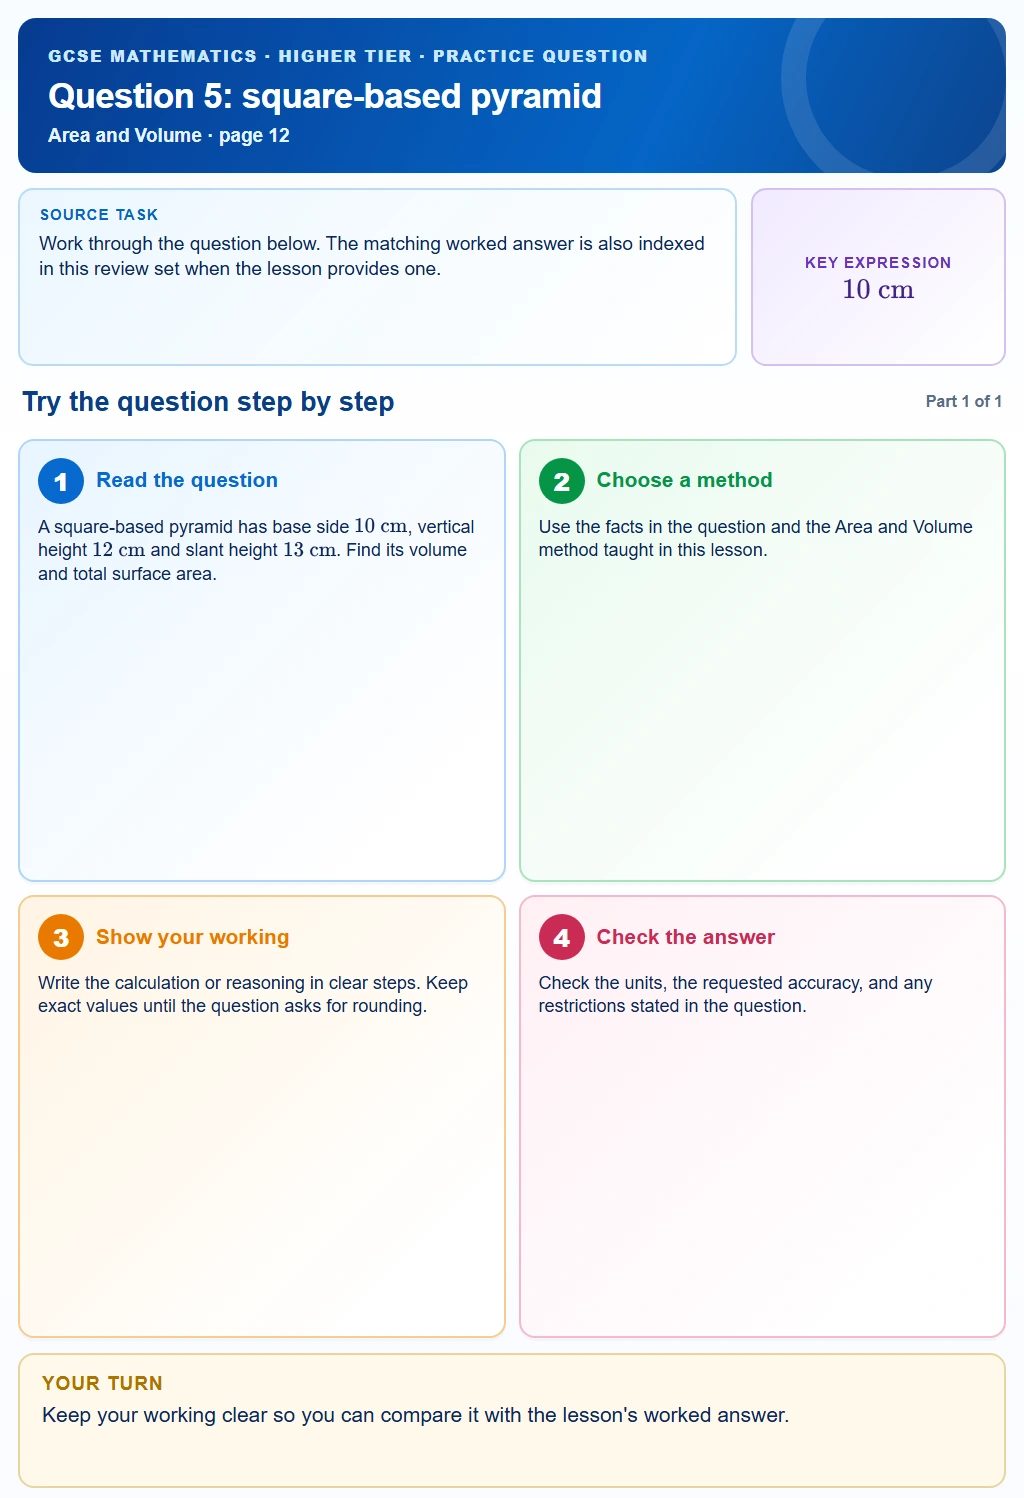 GCSE MATHEMATICS · HIGHER TIER · PRACTICE QUESTION
Question 5: square-based pyramid
Area and Volume · page 12
SOURCE TASK
Work through the question below. The matching worked answer is also indexed
in this review set when the lesson provides one.
KEY EXPRESSION
10 cm
Try the question step by step
Part 1 of 1
1 Read the question
A square-based pyramid has base side 10 cm, vertical
height 12 cm and slant height 13 cm. Find its volume
and total surface area.
2 Choose a method
Use the facts in the question and the Area and Volume
method taught in this lesson.
3 Show your working
Write the calculation or reasoning in clear steps. Keep
exact values until the question asks for rounding.
4 Check the answer
Check the units, the requested accuracy, and any
restrictions stated in the question.
YOUR TURN
Keep your working clear so you can compare it with the lesson's worked answer.